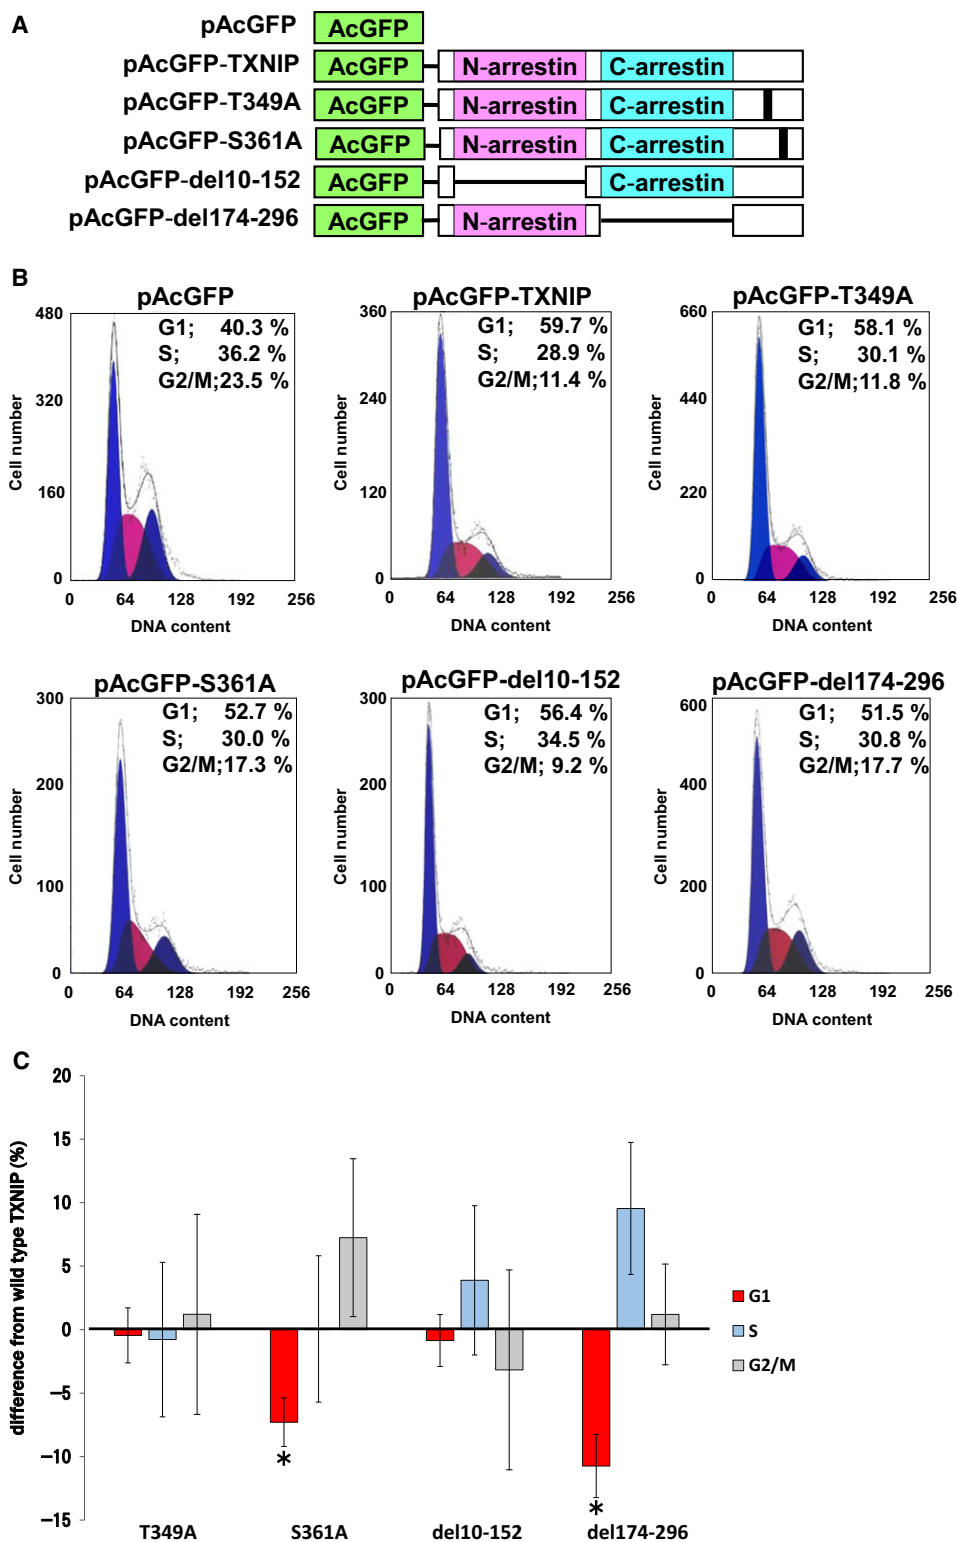 A
pAcGFP AcGFP
pAcGFP-TXNIP AcGFP N-arrestin C-arrestin
pAcGFP-T349A AcGFP N-arrestin C-arrestin
pAcGFP-S361A AcGFP N-arrestin C-arrestin
pAcGFP-del10-152 AcGFP C-arrestin
pAcGFP-del174-296 AcGFP N-arrestin
B
pAcGFP
G1; 40.3 %
S; 36.2 %
G2/M;23.5 %
480
320
160
0
Cell number
0 64 128 192 256
DNA content
pAcGFP-TXNIP
G1; 59.7 %
S; 28.9 %
G2/M;11.4 %
360
240
120
0
Cell number
0 64 128 192 256
DNA content
pAcGFP-T349A
G1; 58.1 %
S; 30.1 %
G2/M;11.8 %
660
440
220
0
Cell number
0 64 128 192 256
DNA content
pAcGFP-S361A
G1; 52.7 %
S; 30.0 %
G2/M;17.3 %
300
200
100
0
Cell number
0 64 128 192 256
DNA content
pAcGFP-del10-152
G1; 56.4 %
S; 34.5 %
G2/M; 9.2 %
300
200
100
0
Cell number
0 64 128 192 256
DNA content
pAcGFP-del174-296
G1; 51.5 %
S; 30.8 %
G2/M;17.7 %
600
400
200
0
Cell number
0 64 128 192 256
DNA content
C
difference from wild type TXNIP (%)
20
15
10
5
0
−5
−10
−15
*
*
T349A S361A del10-152 del174-296
G1
S
G2/M